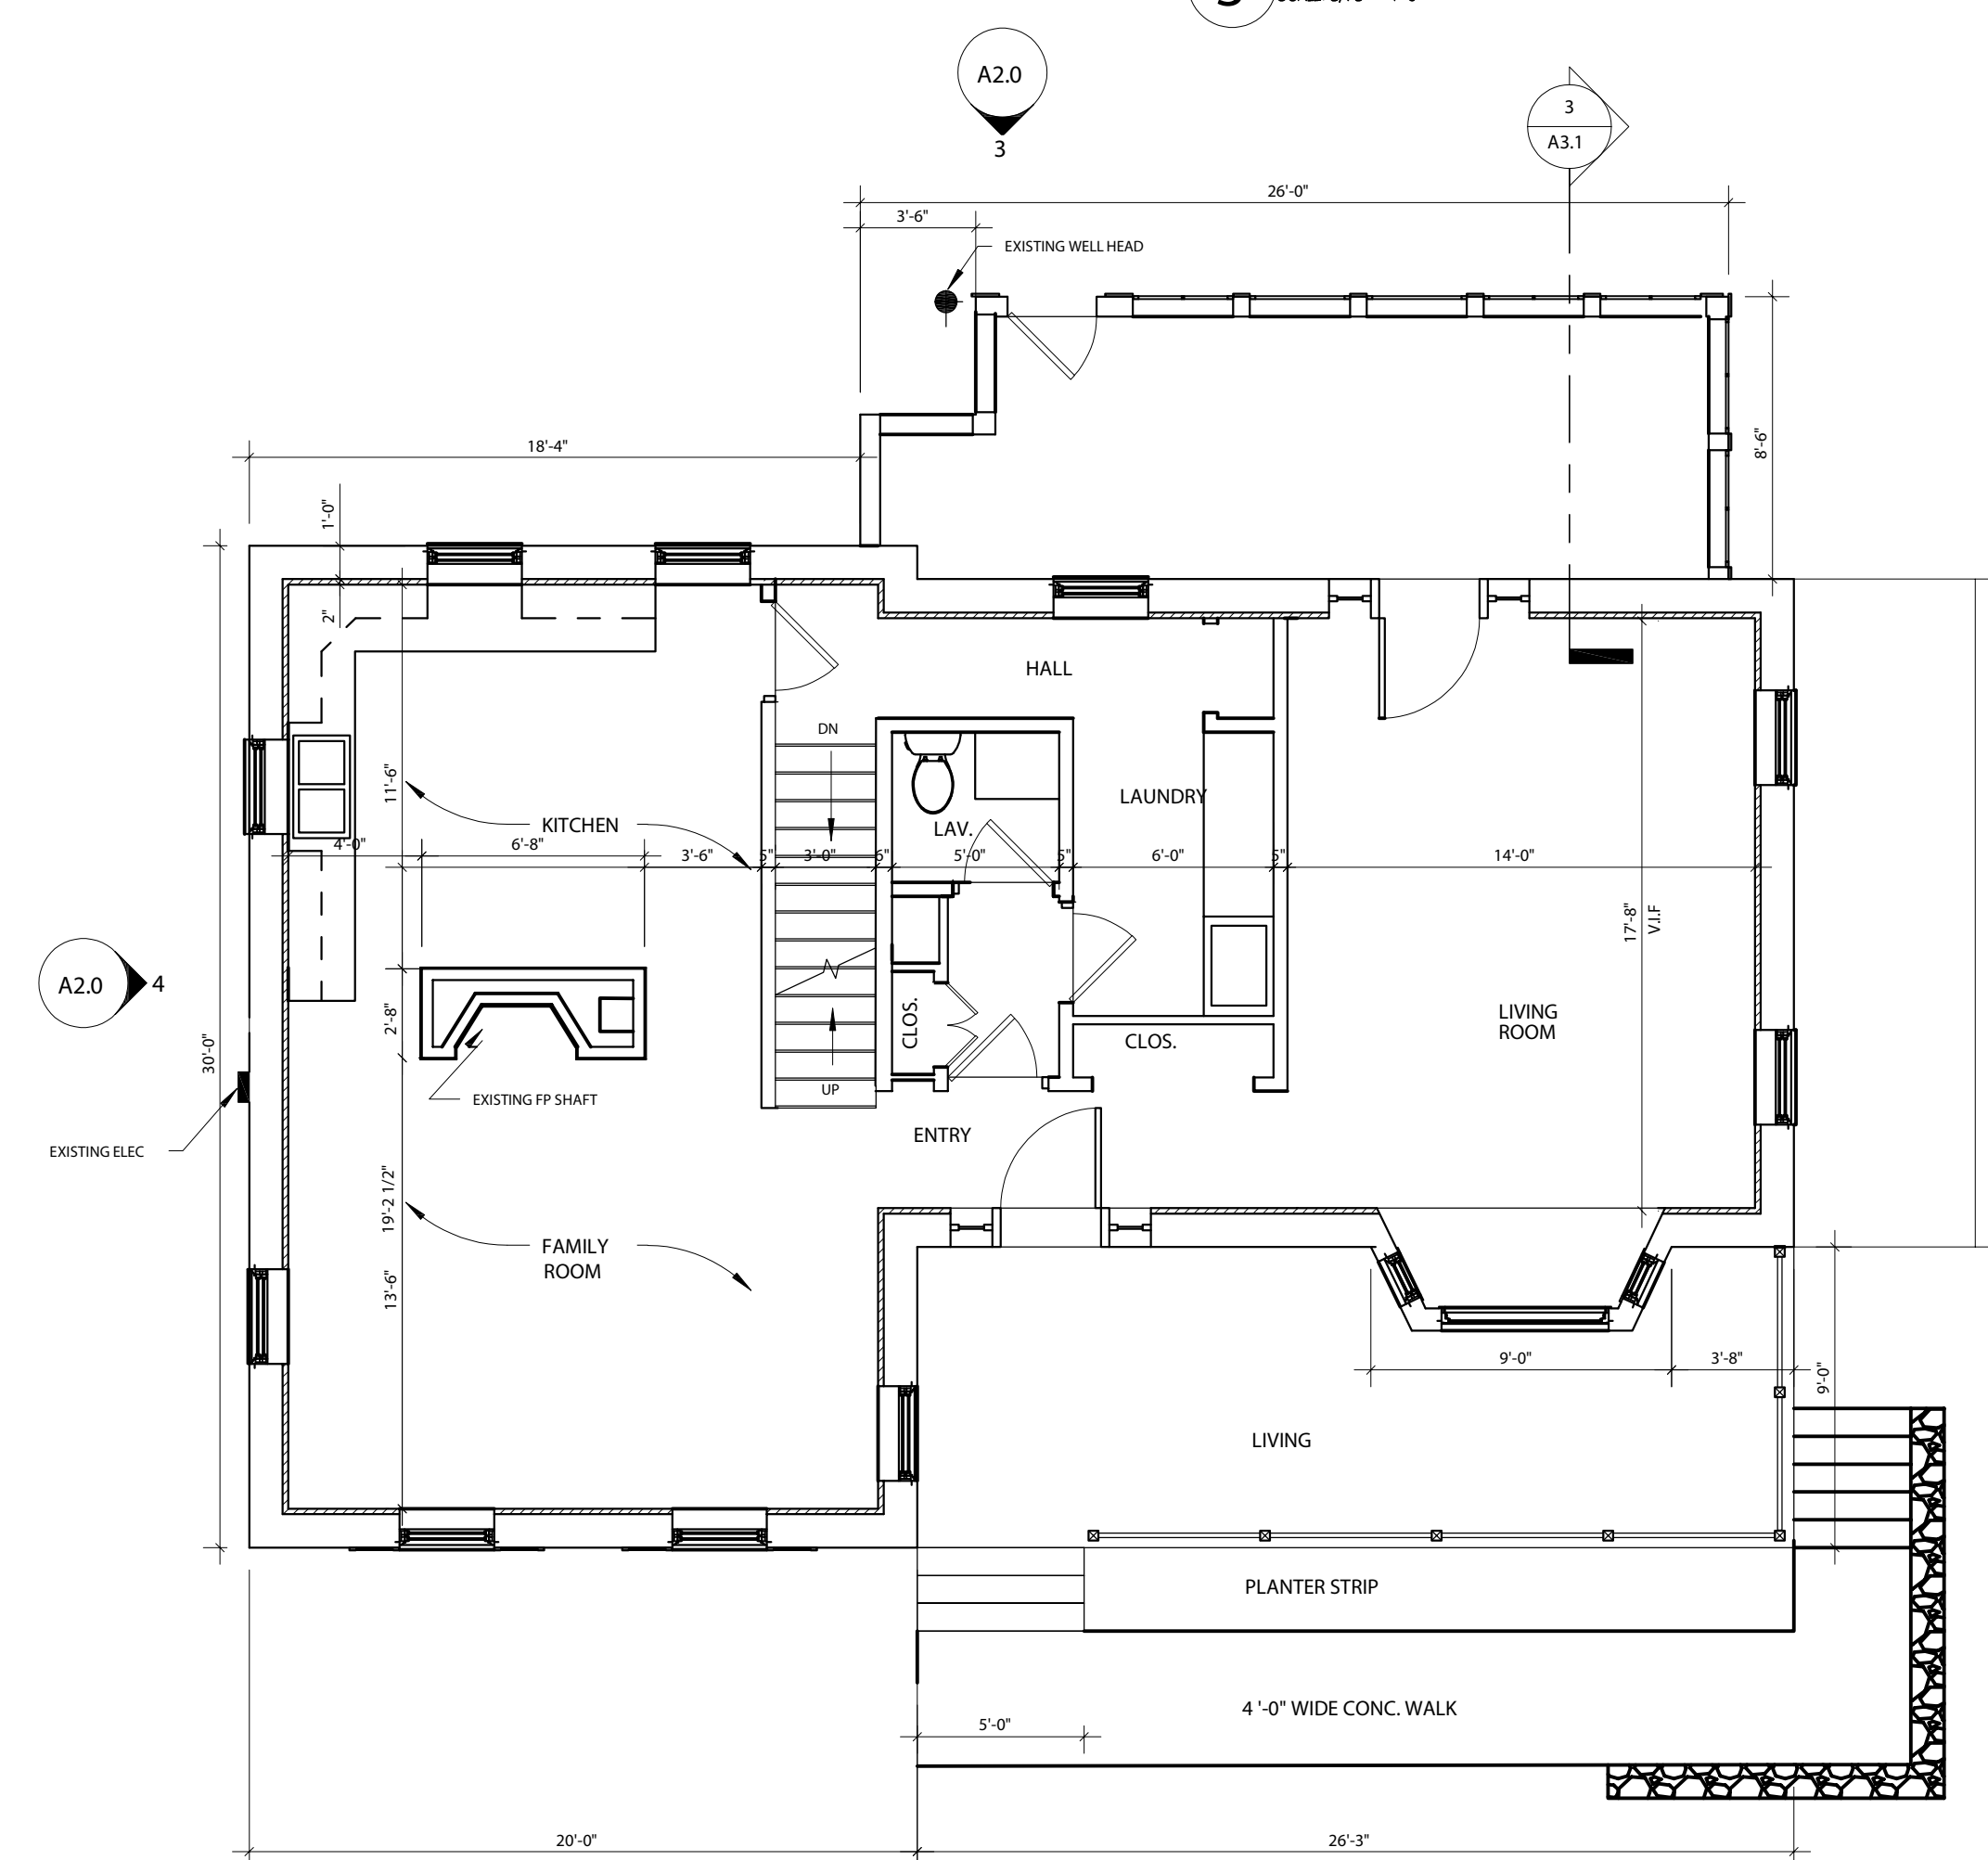 A2.0
3
3
A3.1
26'-0"
3'-6"
EXISTING WELL HEAD
18'-4"
8'-6"
1'-0"
2"
HALL
DN
11'-6"
KITCHEN
LAUNDRY
LAV.
4'-0"
6'-8"
3'-6"
5"
3'-0"
6"
5'-0"
5"
6'-0"
5"
14'-0"
17'-8"
V.I.F
A2.0
4
2'-8"
30'-0"
CLOS.
CLOS.
LIVING
ROOM
UP
EXISTING FP SHAFT
ENTRY
EXISTING ELEC
19'-2 1/2"
FAMILY
ROOM
13'-6"
9'-0"
3'-8"
9'-0"
LIVING
PLANTER STRIP
4 '-0" WIDE CONC. WALK
5'-0"
20'-0"
26'-3"